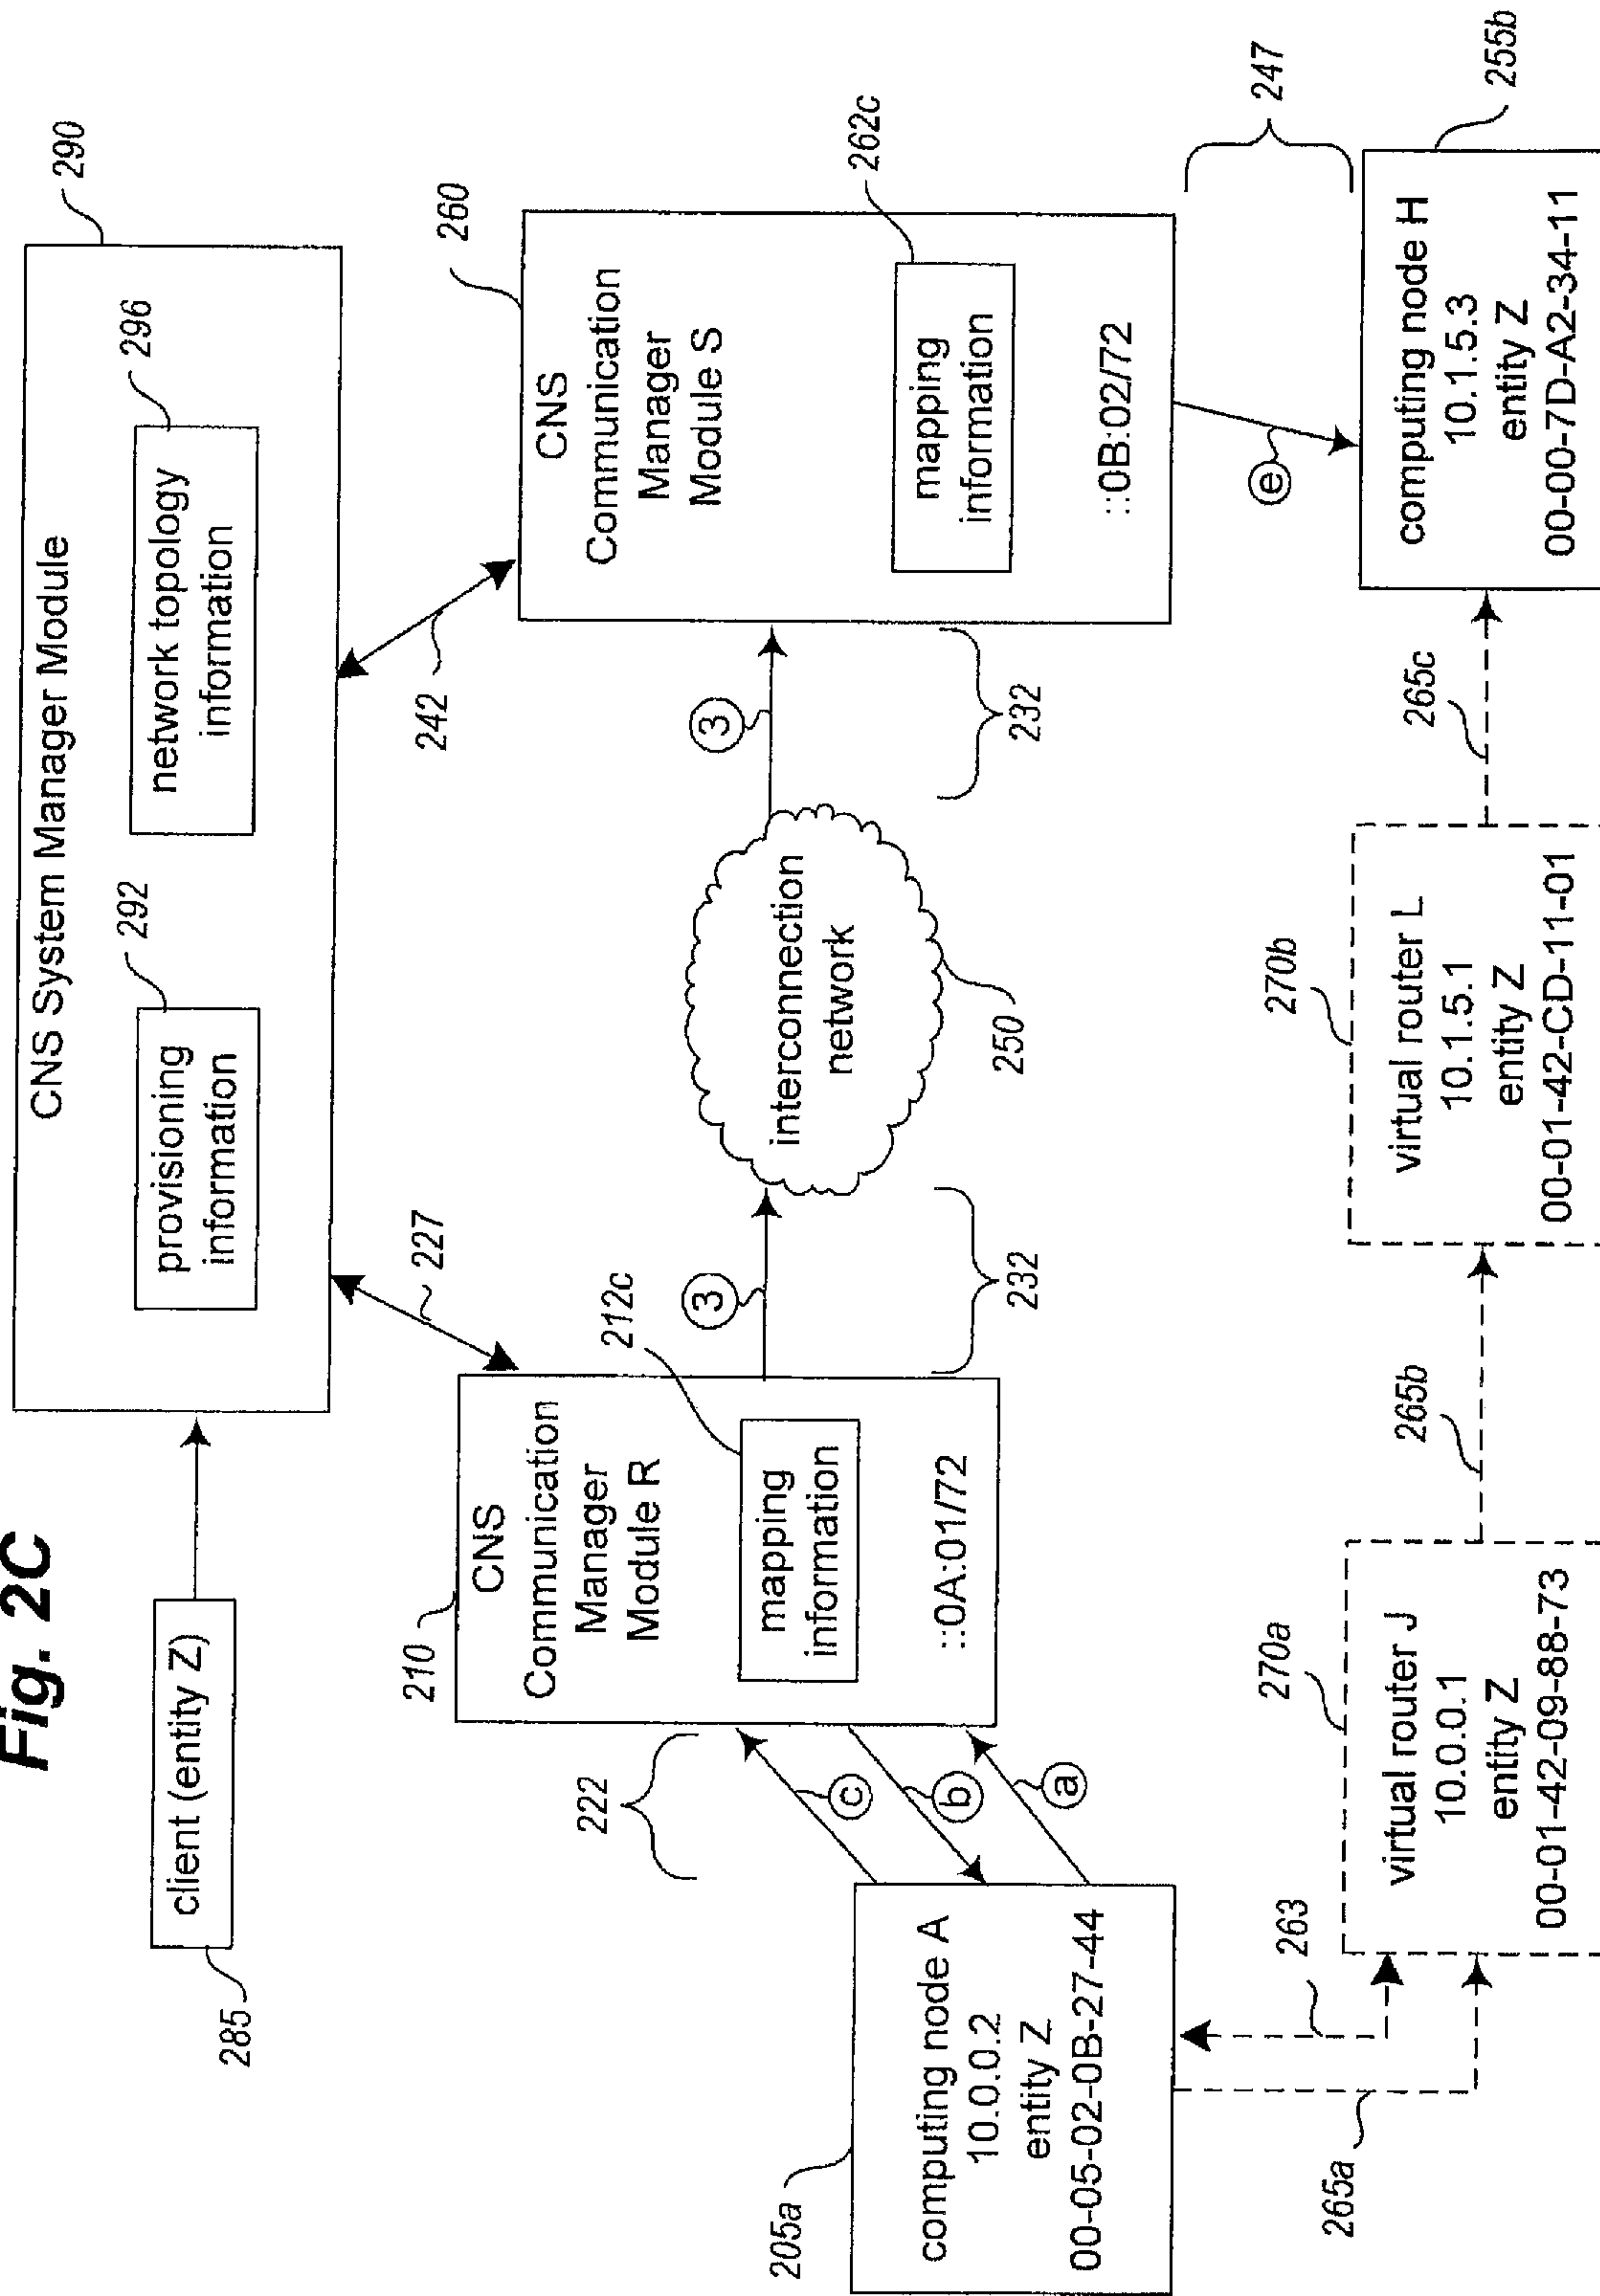 Fig. 2C
client (entity Z)
285
CNS System Manager Module
290
provisioning
information
292
network topology
information
296
227
242
210
CNS
Communication
Manager
Module R
mapping
information
212c
::0A:01/72
3
232
interconnection
network
250
3
232
260
CNS
Communication
Manager
Module S
mapping
information
262c
::0B:02/72
222
c
b
a
e
247
205a
computing node A
10.0.0.2
entity Z
00-05-02-0B-27-44
263
265a
270a
virtual router J
10.0.0.1
entity Z
00-01-42-09-88-73
265b
270b
virtual router L
10.1.5.1
entity Z
00-01-42-CD-11-01
265c
computing node H
10.1.5.3
entity Z
00-00-7D-A2-34-11
255b